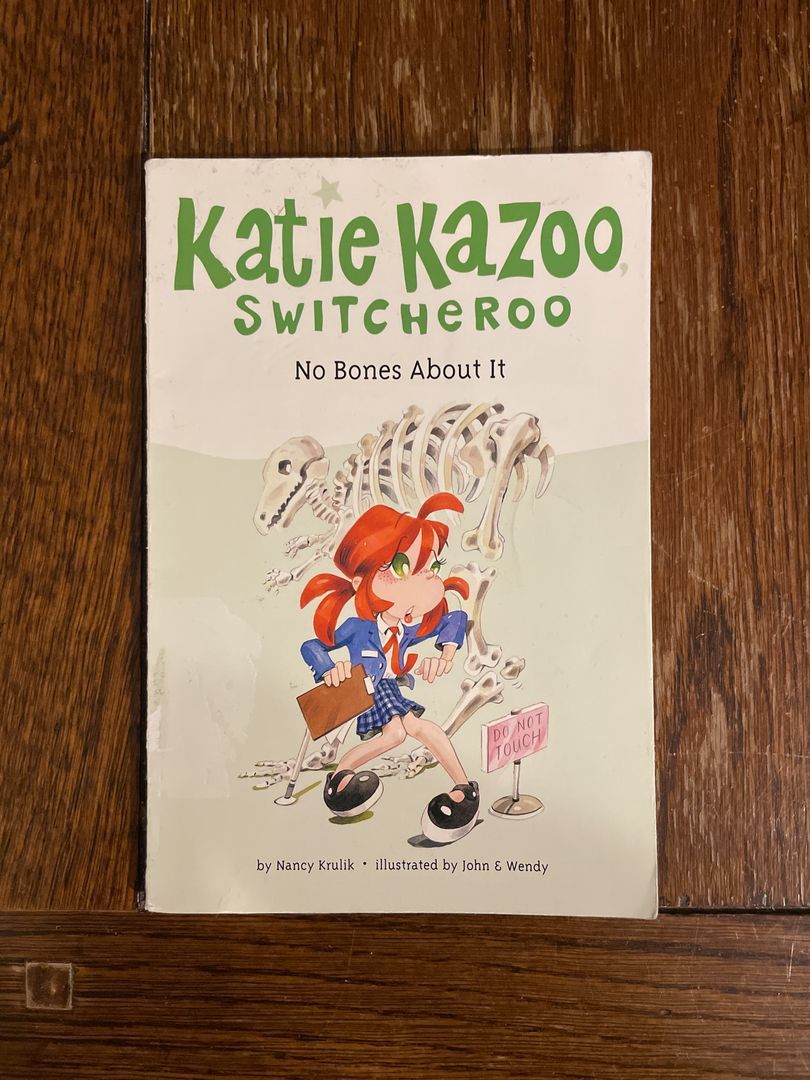 Katie Kazoo,
SWITCHEROO
No Bones About It
DO NOT
TOUCH
by Nancy Krulik • illustrated by John & Wendy